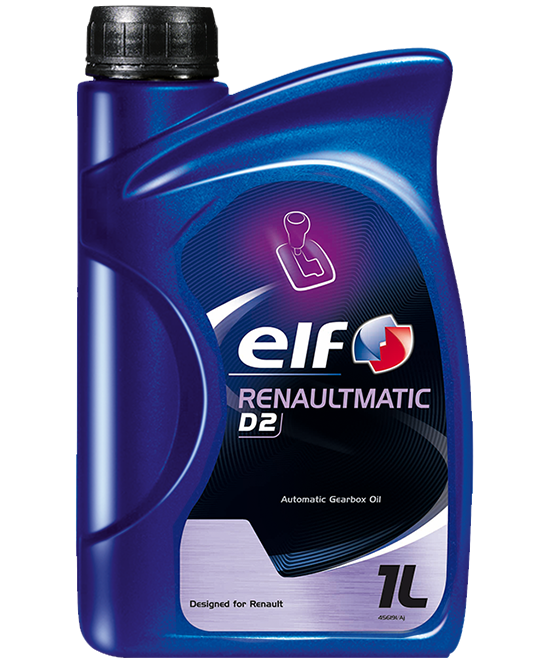 elf
RENAULTMATIC
D2
Automatic Gearbox Oil
1L
Designed for Renault